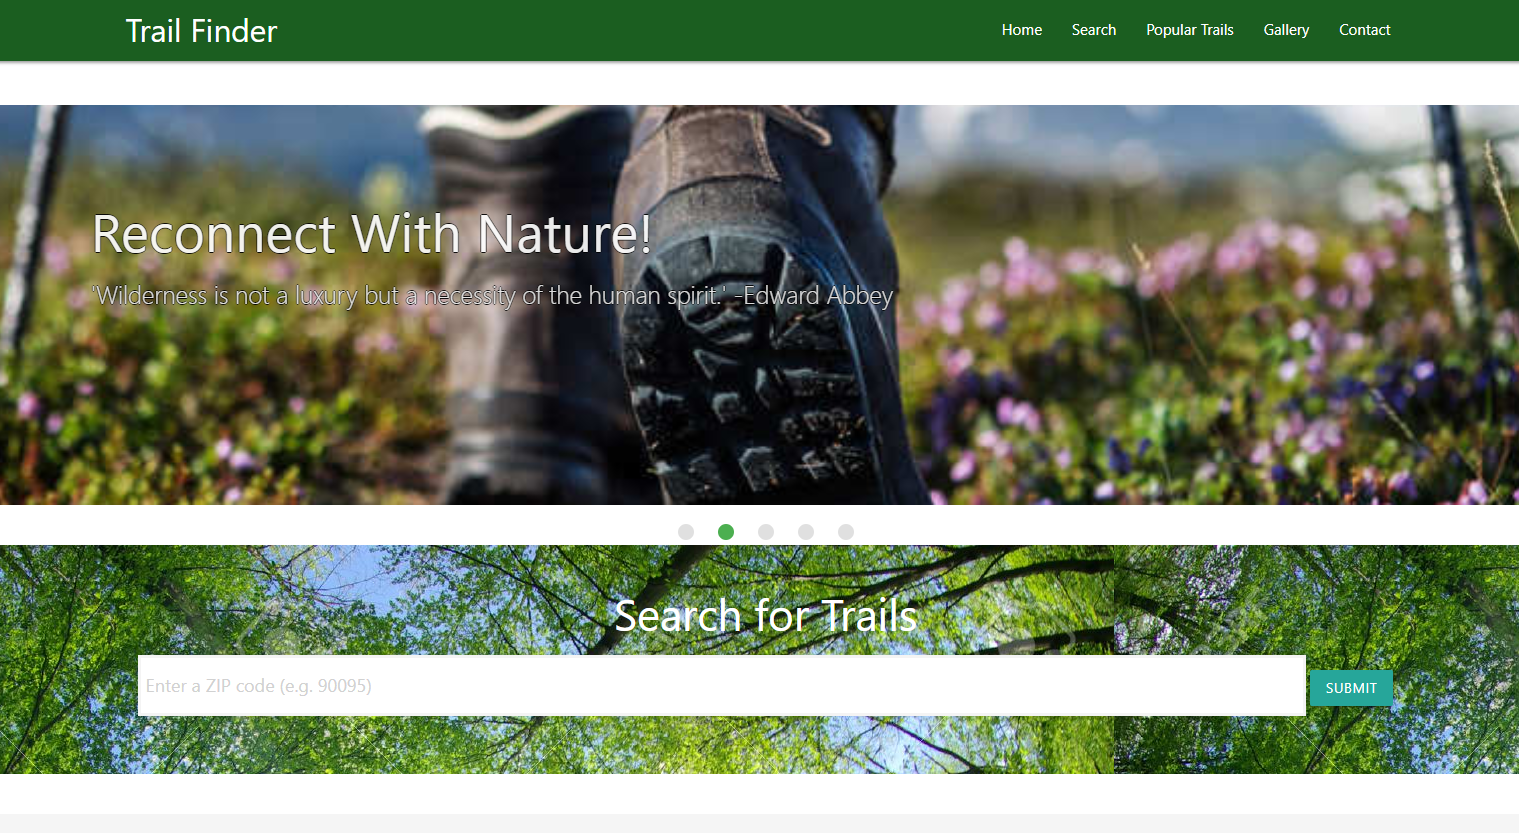 Trail Finder
Home Search Popular Trails Gallery Contact
Reconnect With Nature!
'Wilderness is not a luxury but a necessity of the human spirit.' -Edward Abbey
Search for Trails
Enter a ZIP code (e.g. 90095)
SUBMIT